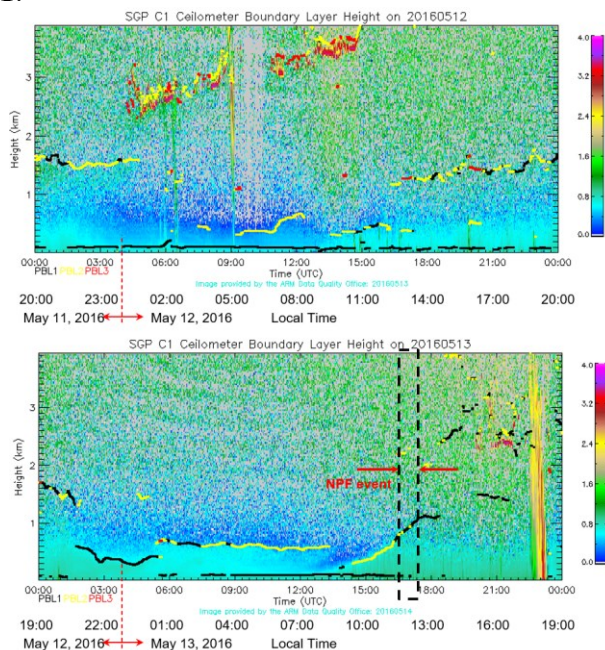 SGP C1 Ceilometer Boundary Layer Height on 20160512
Height (km)
3
2
1
4.0
3.2
2.4
1.6
0.8
0.0
00:00 03:00 06:00 09:00 12:00 15:00 18:00 21:00 00:00
PBL1 PBL2 PBL3
Time (UTC)
Image provided by the ARM Data Quality Office: 20160513
20:00 23:00 02:00 05:00 08:00 11:00 14:00 17:00 20:00
May 11, 2016 May 12, 2016 Local Time
SGP C1 Ceilometer Boundary Layer Height on 20160513
Height (km)
3
2
1
4.0
3.2
2.4
1.6
0.8
0.0
NPF event
00:00 03:00 06:00 09:00 12:00 15:00 18:00 21:00 00:00
PBL1 PBL2 PBL3
Time (UTC)
Image provided by the ARM Data Quality Office: 20160514
19:00 22:00 01:00 04:00 07:00 10:00 13:00 16:00 19:00
May 12, 2016 May 13, 2016 Local Time